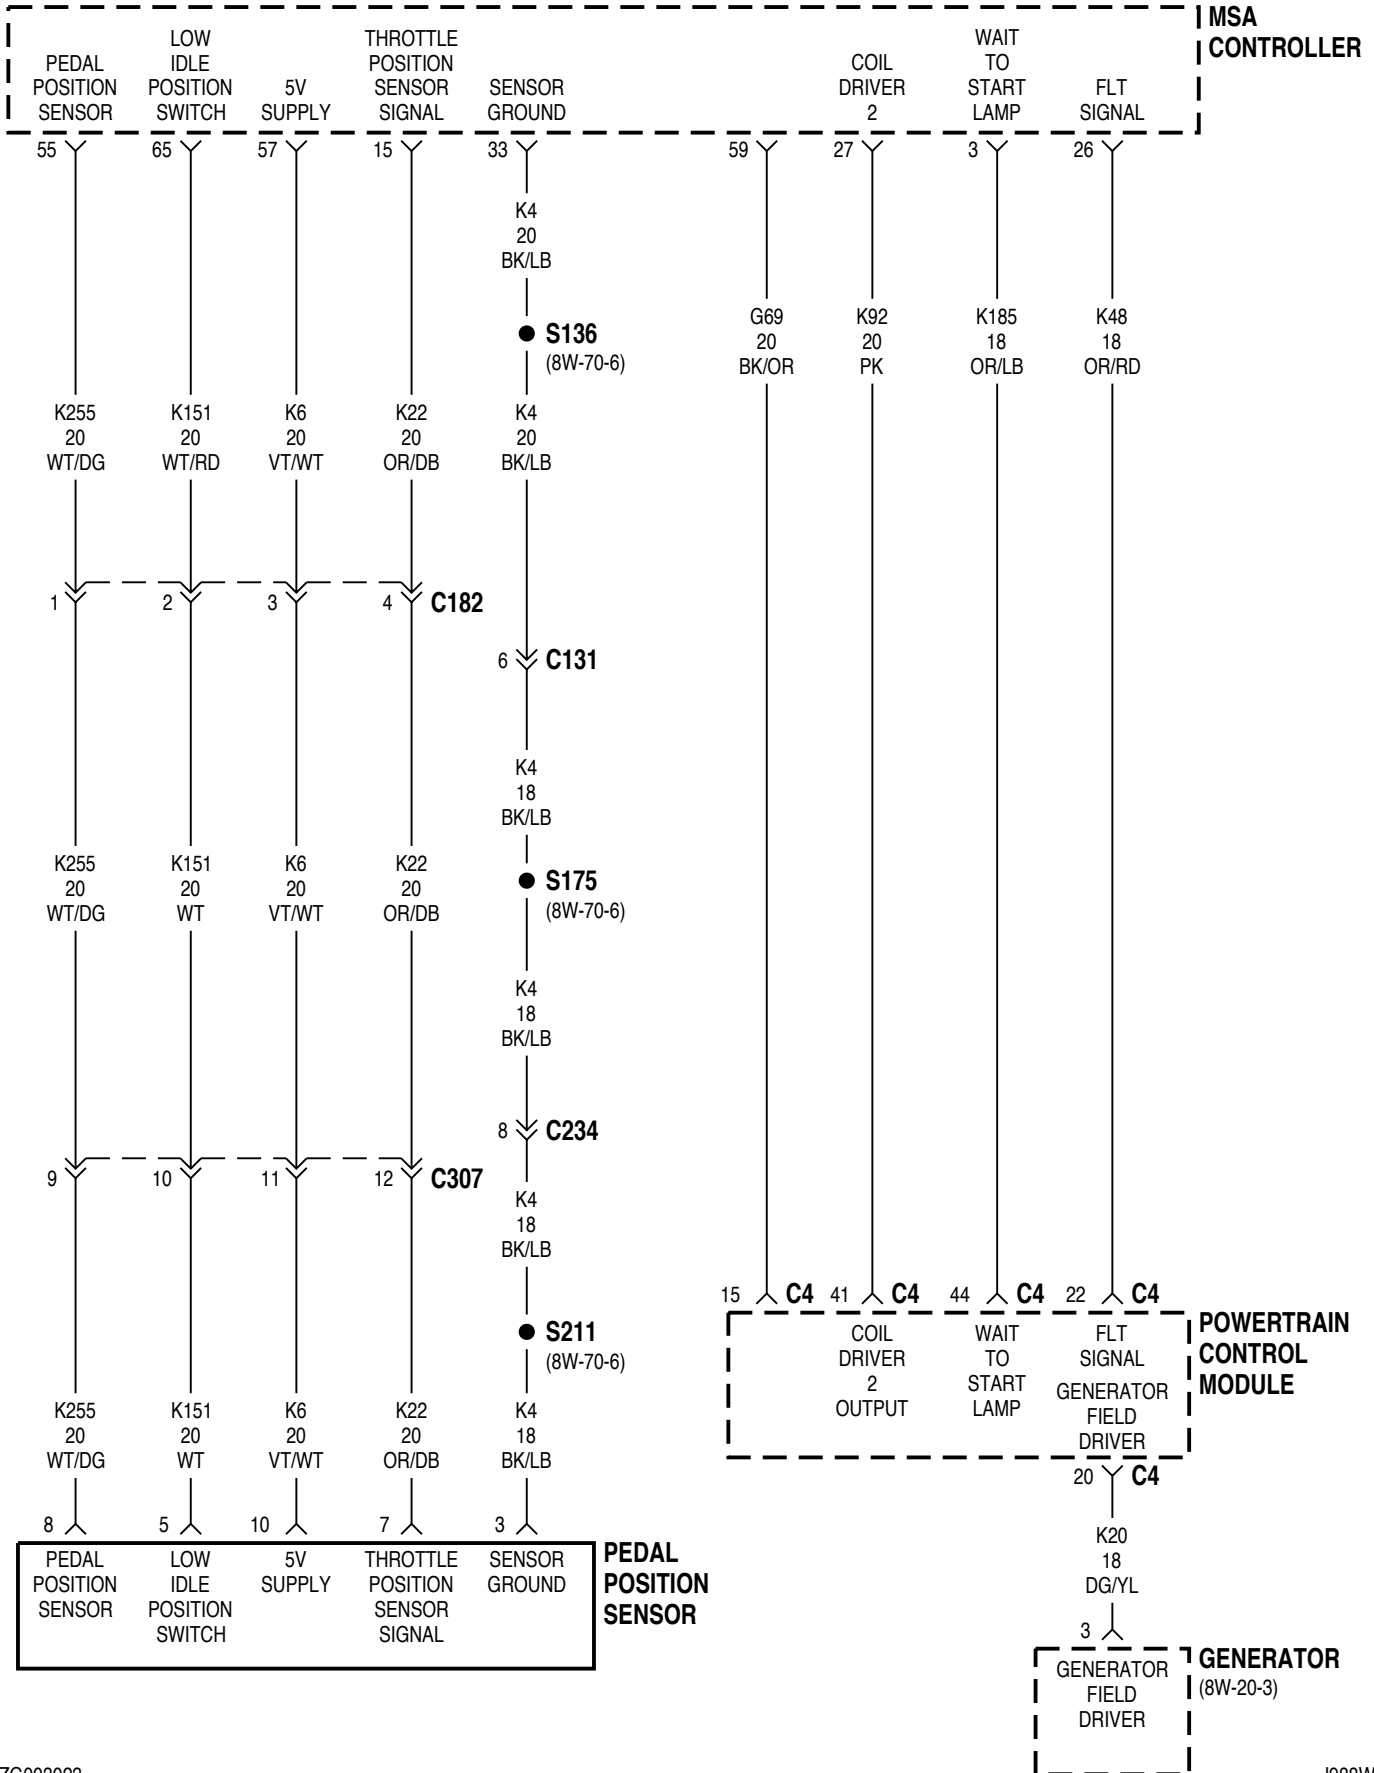 MSA
CONTROLLER
PEDAL
POSITION
SENSOR
LOW
IDLE
POSITION
SWITCH
5V
SUPPLY
THROTTLE
POSITION
SENSOR
SIGNAL
SENSOR
GROUND
COIL
DRIVER
2
WAIT
TO
START
LAMP
FLT
SIGNAL
55 65 57 15 33 59 27 3 26
K4
20
BK/LB
S136
(8W-70-6)
G69
20
BK/OR
K92
20
PK
K185
18
OR/LB
K48
18
OR/RD
K255
20
WT/DG
K151
20
WT/RD
K6
20
VT/WT
K22
20
OR/DB
K4
20
BK/LB
1 2 3 4 C182
6 C131
K4
18
BK/LB
K255
20
WT/DG
K151
20
WT
K6
20
VT/WT
K22
20
OR/DB
S175
(8W-70-6)
K4
18
BK/LB
8 C234
9 10 11 12 C307
K4
18
BK/LB
15 C4 41 C4 44 C4 22 C4
S211
(8W-70-6)
POWERTRAIN
CONTROL
MODULE
COIL
DRIVER
2
OUTPUT
WAIT
TO
START
LAMP
FLT
SIGNAL
GENERATOR
FIELD
DRIVER
K255
20
WT/DG
K151
20
WT
K6
20
VT/WT
K22
20
OR/DB
K4
18
BK/LB
20 C4
8 5 10 7 3
K20
18
DG/YL
PEDAL
POSITION
SENSOR
LOW
IDLE
POSITION
SWITCH
5V
SUPPLY
THROTTLE
POSITION
SENSOR
SIGNAL
SENSOR
GROUND
PEDAL
POSITION
SENSOR
3
GENERATOR
FIELD
DRIVER
GENERATOR
(8W-20-3)